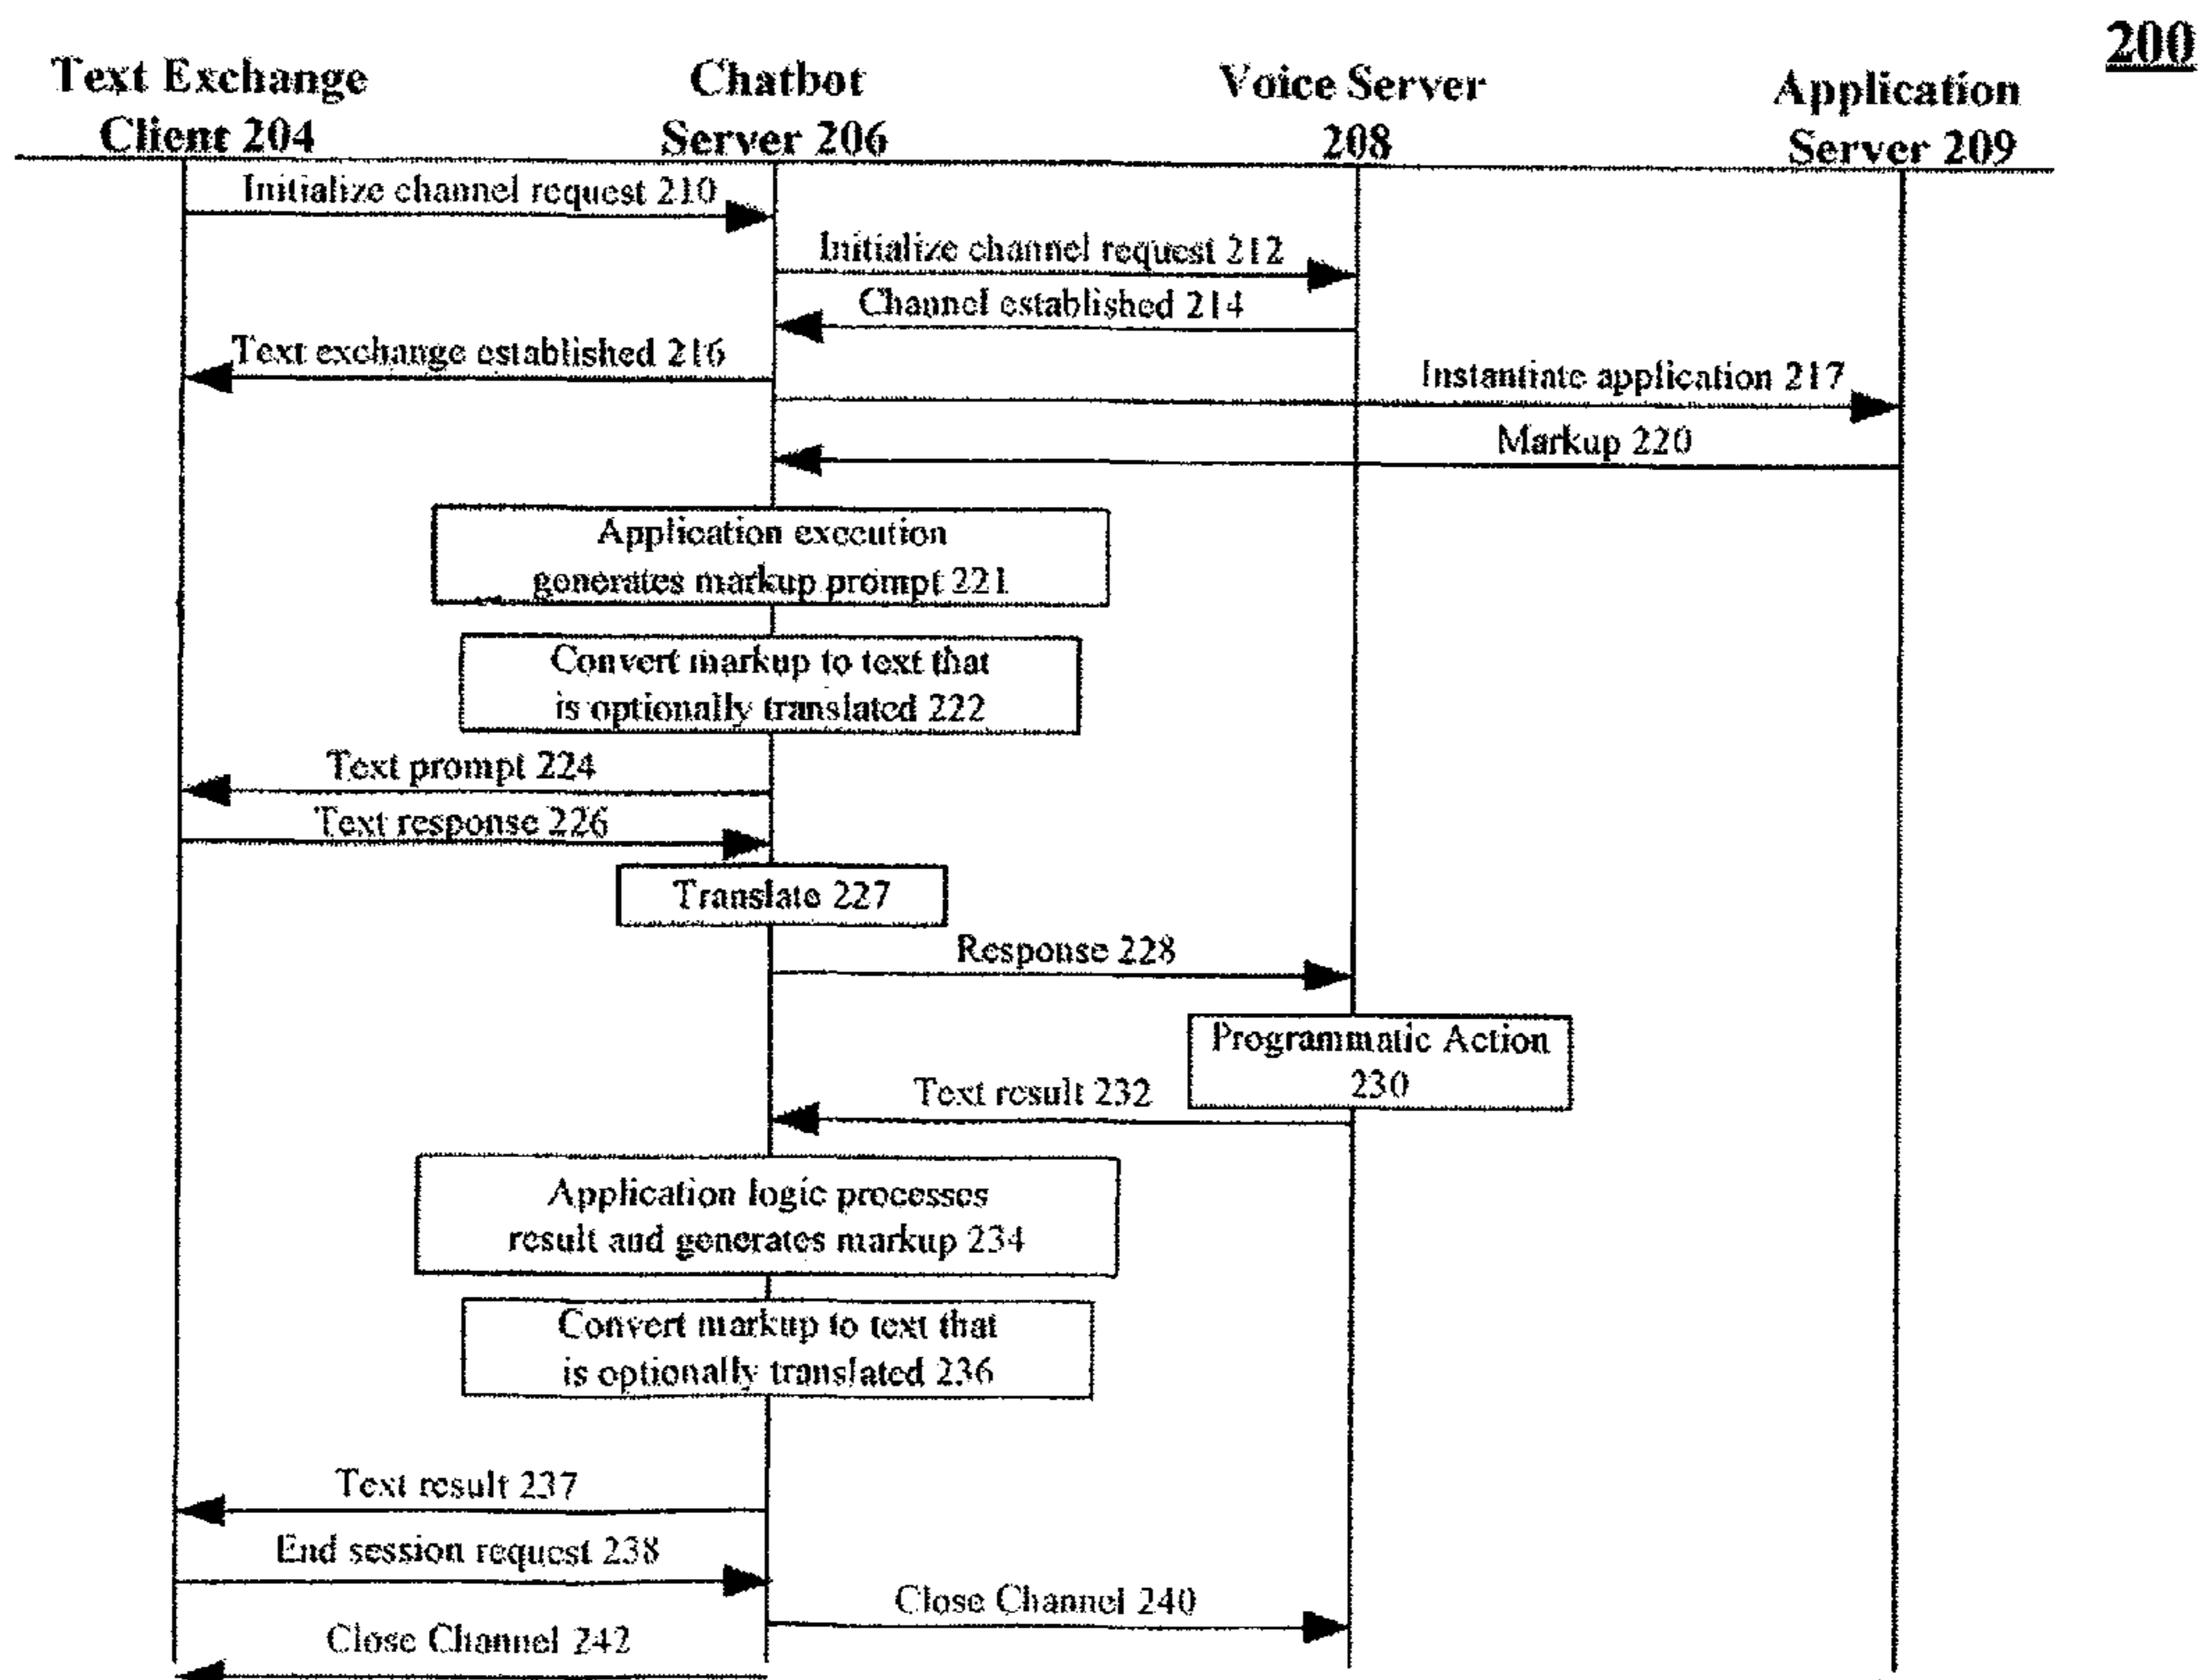 200
Text Exchange
Client 204
Chatbot
Server 206
Voice Server
208
Application
Server 209
Initialize channel request 210
Initialize channel request 212
Channel established 214
Text exchange established 216
Instantiate application 217
Markup 220
Application execution
generates markup prompt 221
Convert markup to text that
is optionally translated 222
Text prompt 224
Text response 226
Translate 227
Response 228
Programmatic Action
230
Text result 232
Application logic processes
result and generates markup 234
Convert markup to text that
is optionally translated 236
Text result 237
End session request 238
Close Channel 240
Close Channel 242